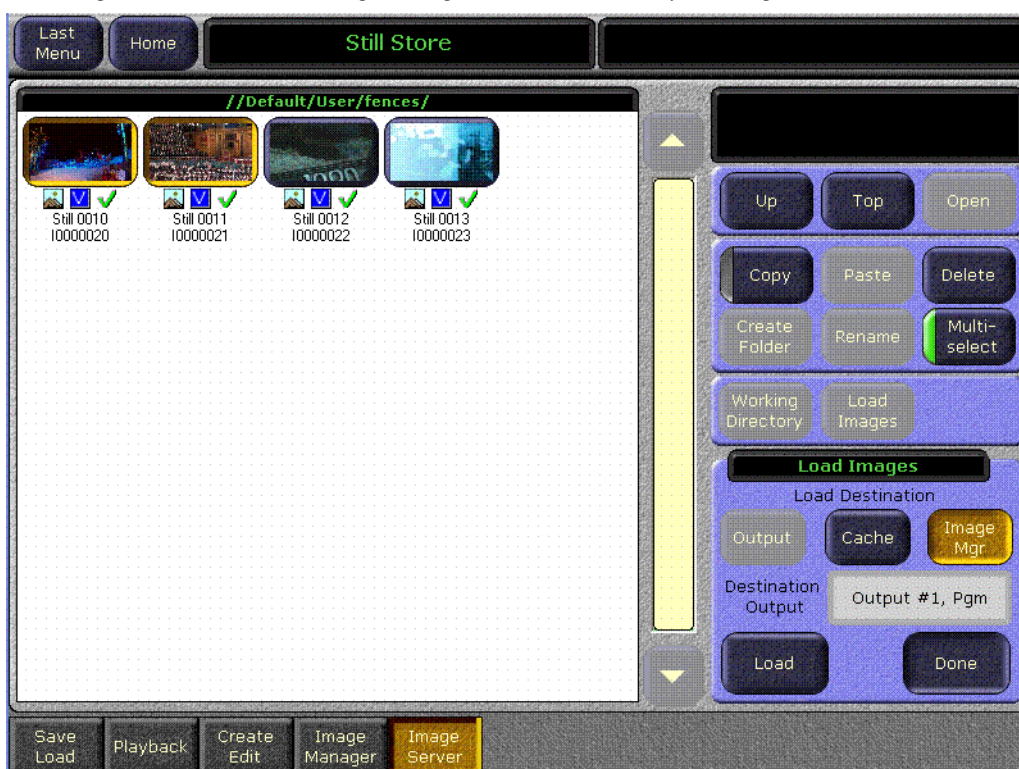 Last
Menu
Home
Still Store
//Default/User/fences/
Still 0010
I0000020
Still 0011
I0000021
Still 0012
I0000022
Still 0013
I0000023
Up
Top
Open
Copy
Paste
Delete
Create
Folder
Rename
Multi-
select
Working
Directory
Load
Images
Load Images
Load Destination
Output
Cache
Image
Mgr
Destination
Output
Output #1, Pgm
Load
Done
Save
Load
Playback
Create
Edit
Image
Manager
Image
Server